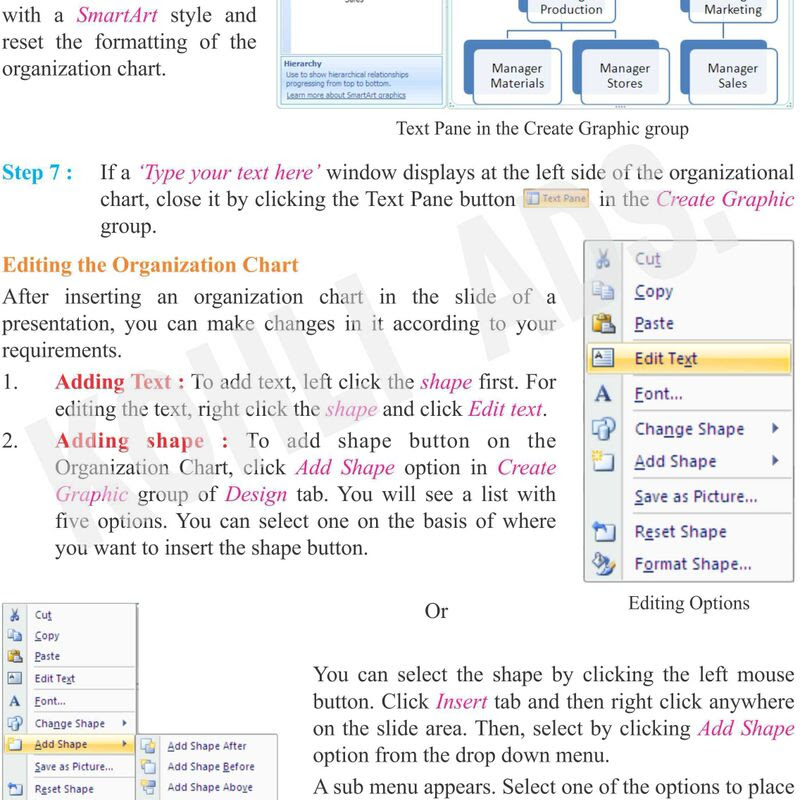 with a SmartArt style and
reset the formatting of the
organization chart.
Production
Marketing
Manager
Materials
Manager
Stores
Manager
Sales
Hierarchy
Use to show hierarchical relationships
progressing from top to bottom.
Learn more about SmartArt graphics
Text Pane in the Create Graphic group
Step 7 : If a ‘Type your text here’ window displays at the left side of the organizational
chart, close it by clicking the Text Pane button Text Pane in the Create Graphic
group.
Editing the Organization Chart
After inserting an organization chart in the slide of a
presentation, you can make changes in it according to your
requirements.
1. Adding Text : To add text, left click the shape first. For
editing the text, right click the shape and click Edit text.
2. Adding shape : To add shape button on the
Organization Chart, click Add Shape option in Create
Graphic group of Design tab. You will see a list with
five options. You can select one on the basis of where
you want to insert the shape button.
Cut
Copy
Paste
Edit Text
Font...
Change Shape
Add Shape
Save as Picture...
Reset Shape
Format Shape...
Editing Options
Or
Cut
Copy
Paste
Edit Text
Font...
Change Shape
Add Shape
Save as Picture...
Reset Shape
Add Shape After
Add Shape Before
Add Shape Above
You can select the shape by clicking the left mouse
button. Click Insert tab and then right click anywhere
on the slide area. Then, select by clicking Add Shape
option from the drop down menu.
A sub menu appears. Select one of the options to place
KOHLI ADS.